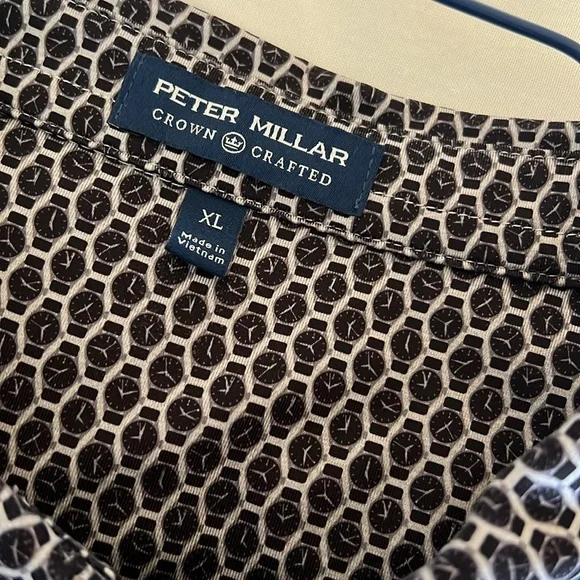 PETER MILLAR
CROWN CRAFTED
XL
Made in
Vietnam